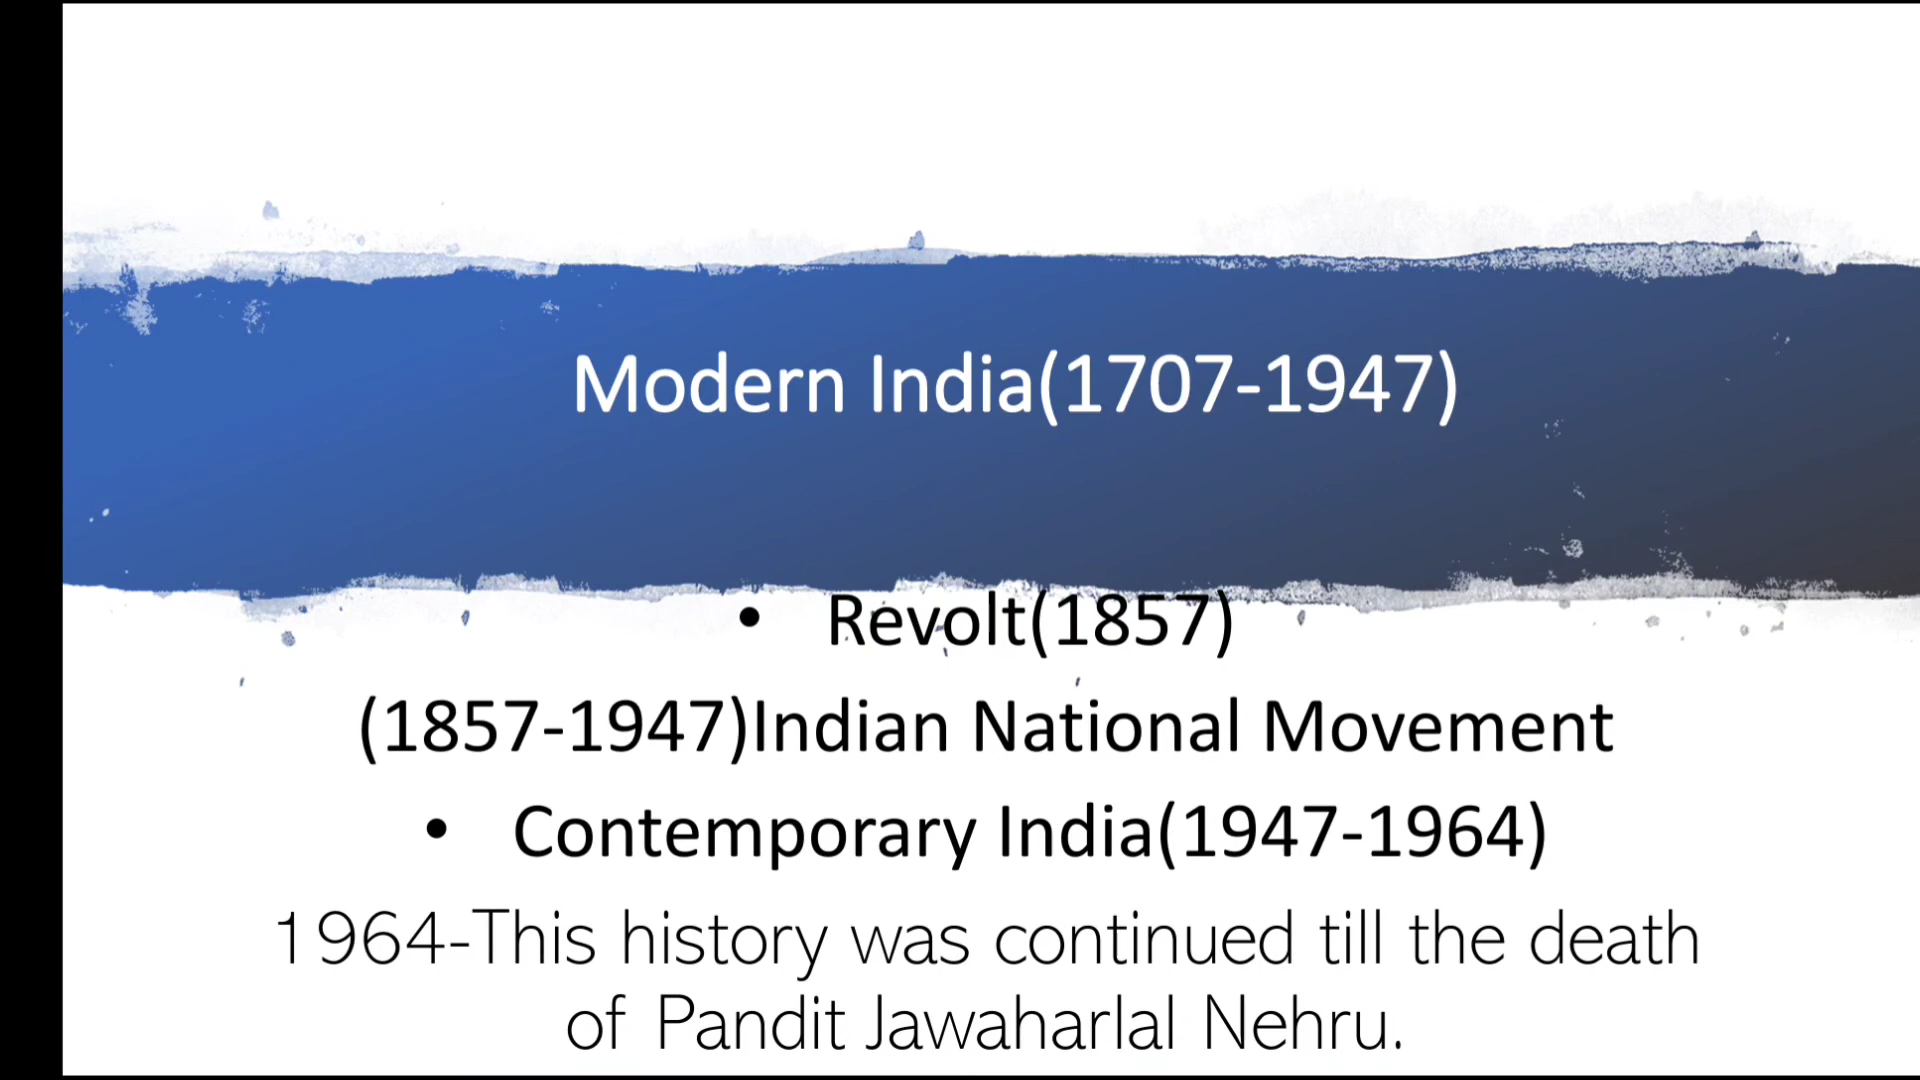 Modern India(1707-1947)
• Revolt(1857)
(1857-1947)Indian National Movement
• Contemporary India(1947-1964)
1964-This history was continued till the death
of Pandit Jawaharlal Nehru.